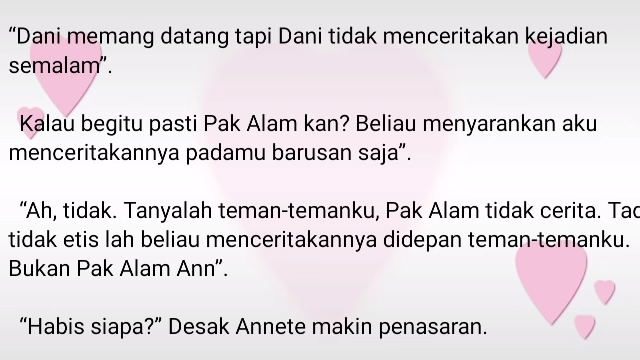 “Dani memang datang tapi Dani tidak menceritakan kejadian
semalam”.
Kalau begitu pasti Pak Alam kan? Beliau menyarankan aku
menceritakannya padamu barusan saja”.
“Ah, tidak. Tanyalah teman-temanku, Pak Alam tidak cerita.
tidak etis lah beliau menceritakannya didepan teman-temanku.
Bukan Pak Alam Ann”.
“Habis siapa?” Desak Annete makin penasaran.